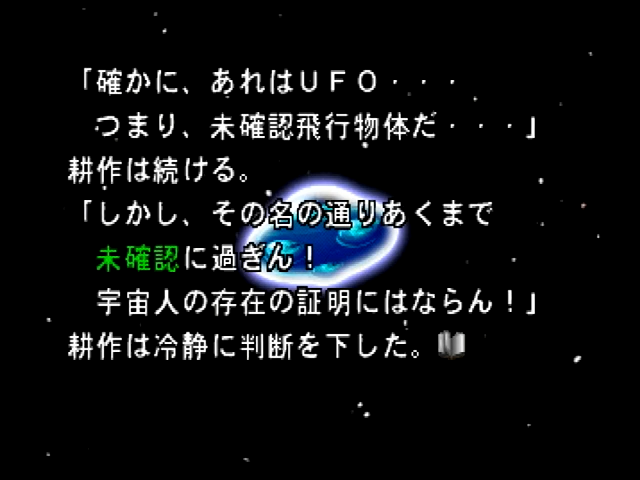 「確かに、あれはＵＦＯ・・・
つまり、未確認飛行物体だ・・・」
耕作は続ける。
「しかし、その名の通りあくまで
未確認に過ぎん！
宇宙人の存在の証明にはならん！」
耕作は冷静に判断を下した。